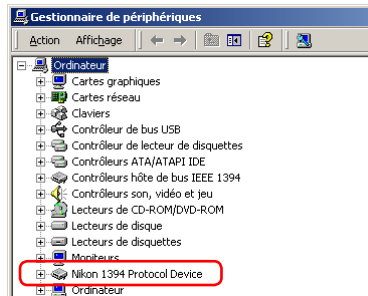 Gestionnaire de périphériques
Action Affichage
Ordinateur
Cartes graphiques
Cartes réseau
Claviers
Contrôleur de bus USB
Contrôleur de lecteur de disquettes
Contrôleurs ATA/ATAPI IDE
Contrôleurs hôte de bus IEEE 1394
Contrôleurs son, vidéo et jeu
Lecteurs de CD-ROM/DVD-ROM
Lecteurs de disque
Lecteurs de disquettes
Moniteurs
Nikon 1394 Protocol Device
Ordinateur